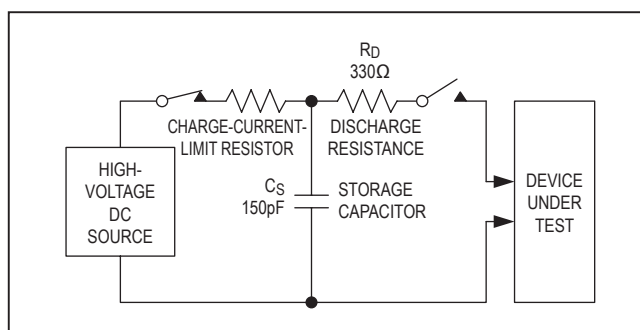 RD
330Ω
CHARGE-CURRENT-
LIMIT RESISTOR
DISCHARGE
RESISTANCE
HIGH-
VOLTAGE
DC
SOURCE
CS
150pF
STORAGE
CAPACITOR
DEVICE
UNDER
TEST